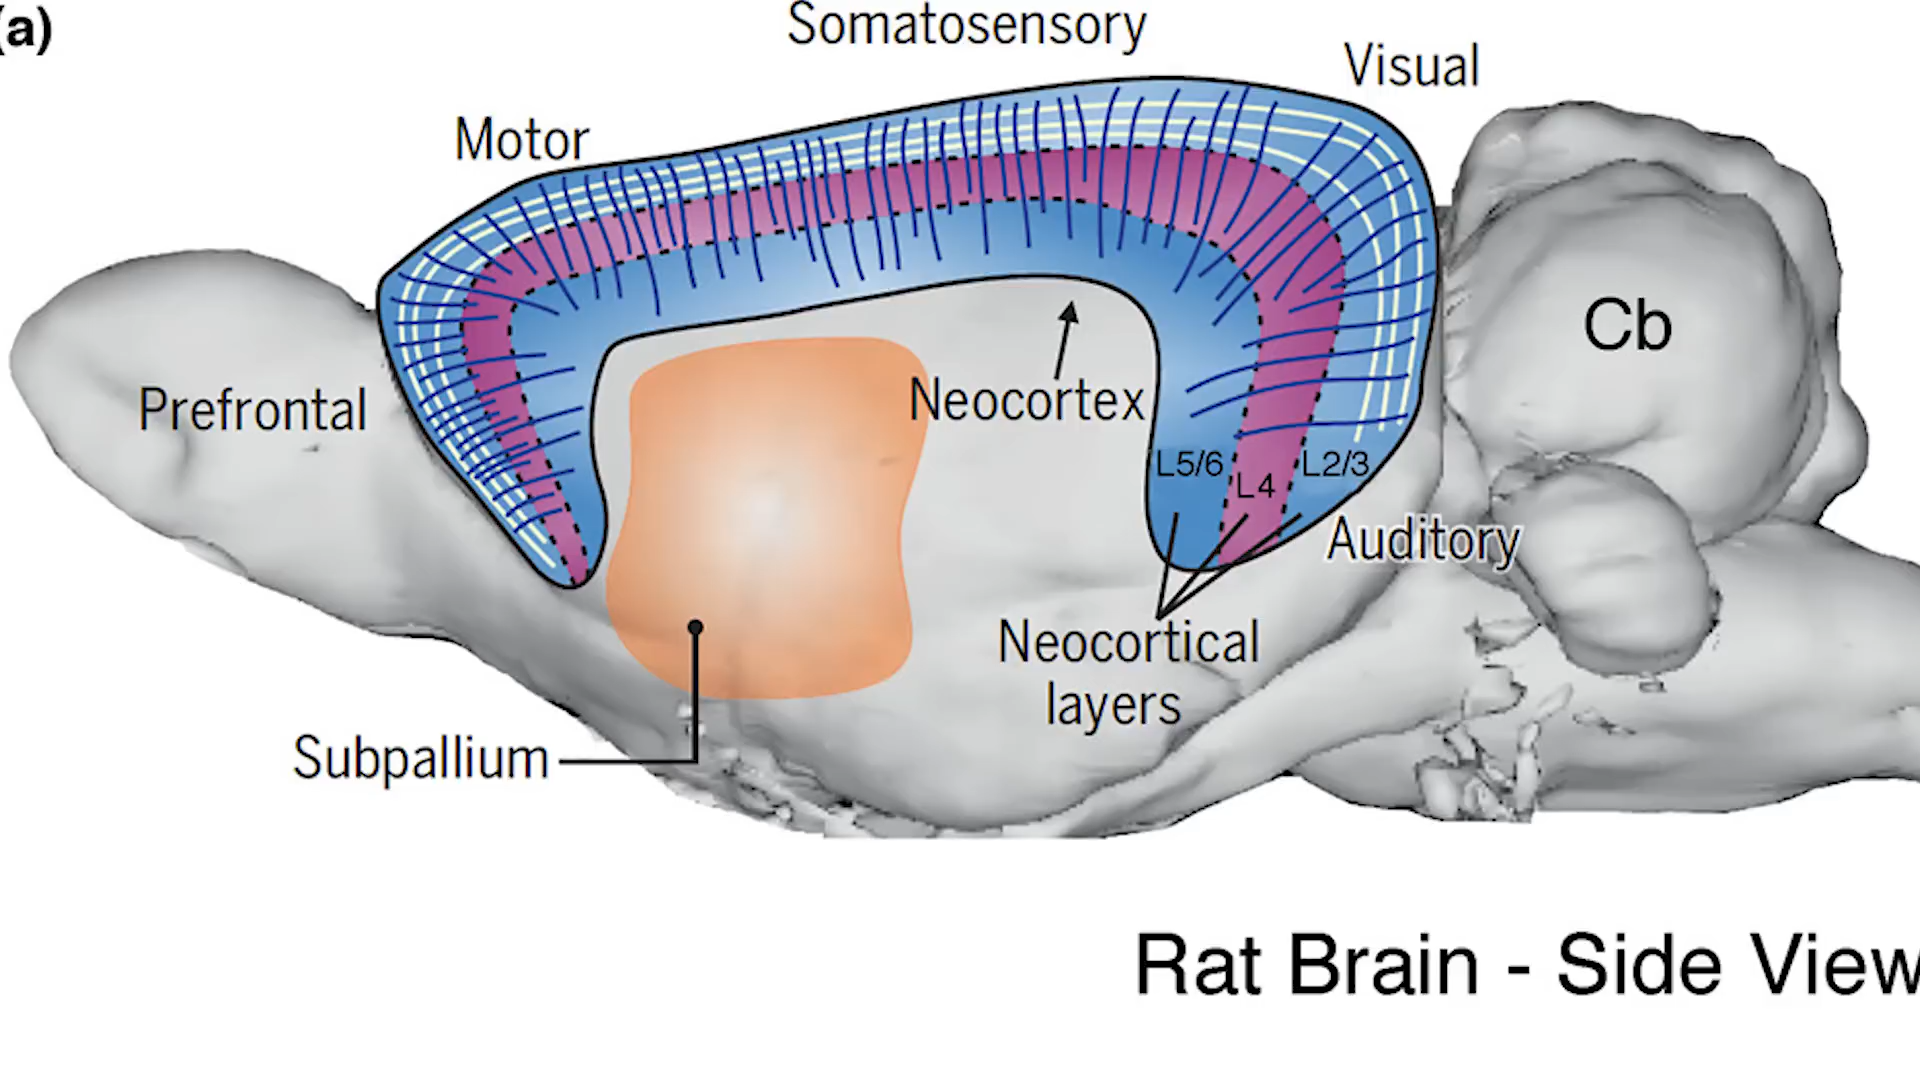 (a)
Somatosensory
Visual
Motor
Cb
Prefrontal
Neocortex
L5/6
L4
L2/3
Auditory
Neocortical
layers
Subpallium
Rat Brain - Side View